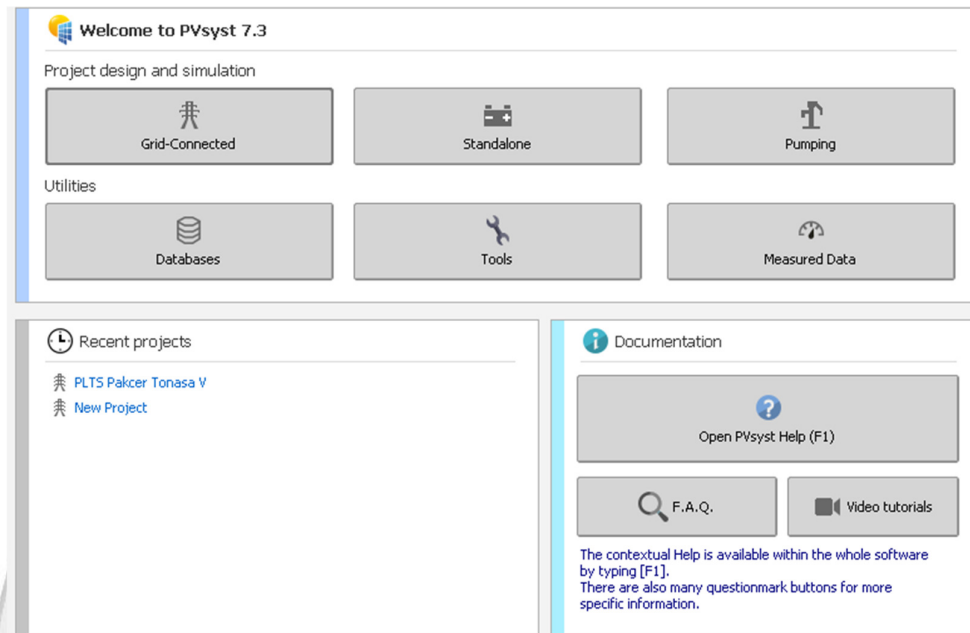 Welcome to PVsyst 7.3
Project design and simulation
Grid-Connected
Standalone
Pumping
Utilities
Databases
Tools
Measured Data
Recent projects
PLTS Pakcer Tonasa V
New Project
Documentation
Open PVsyst Help (F1)
F.A.Q.
Video tutorials
The contextual Help is available within the whole software
by typing [F1].
There are also many questionmark buttons for more
specific information.